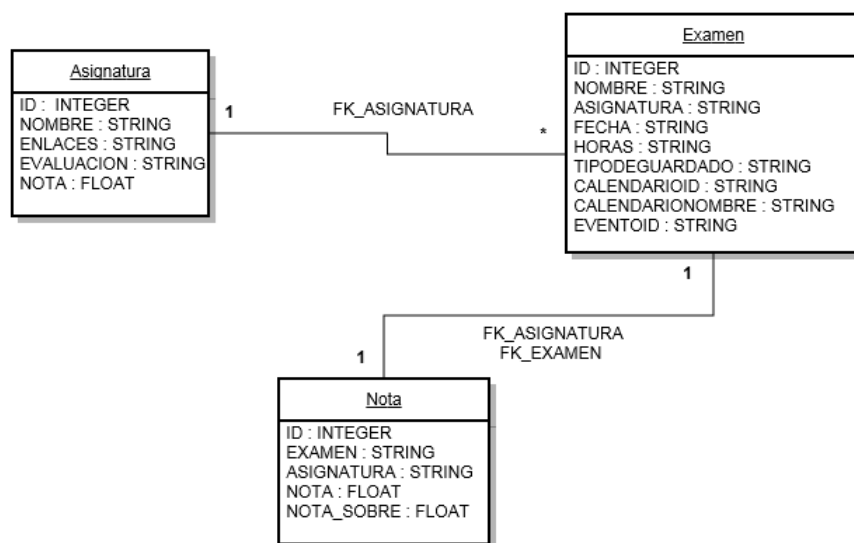 Asignatura
ID :  INTEGER
NOMBRE : STRING
ENLACES : STRING
EVALUACION : STRING
NOTA : FLOAT
1
FK_ASIGNATURA
*
Examen
ID : INTEGER
NOMBRE : STRING
ASIGNATURA : STRING
FECHA : STRING
HORAS : STRING
TIPODEGUARDADO : STRING
CALENDARIOID : STRING
CALENDARIONOMBRE : STRING
EVENTOID : STRING
1
FK_ASIGNATURA
FK_EXAMEN
1
Nota
ID : INTEGER
EXAMEN : STRING
ASIGNATURA : STRING
NOTA : FLOAT
NOTA_SOBRE : FLOAT